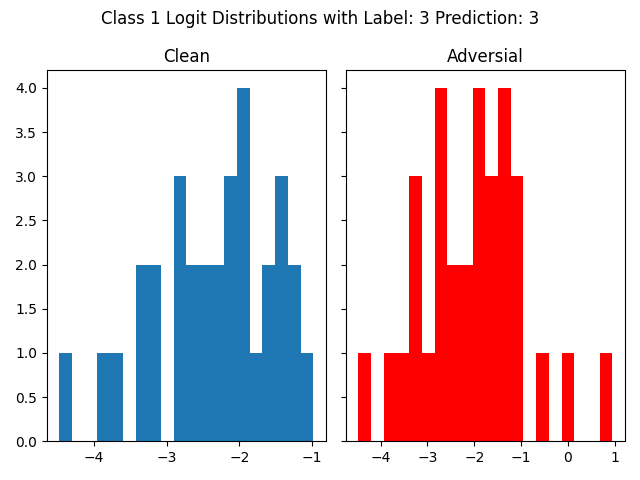 Class 1 Logit Distributions with Label: 3 Prediction: 3
Clean
Adversial
4.0
3.5
3.0
2.5
2.0
1.5
1.0
0.5
0.0
−4 −3 −2 −1
−4 −3 −2 −1 0 1